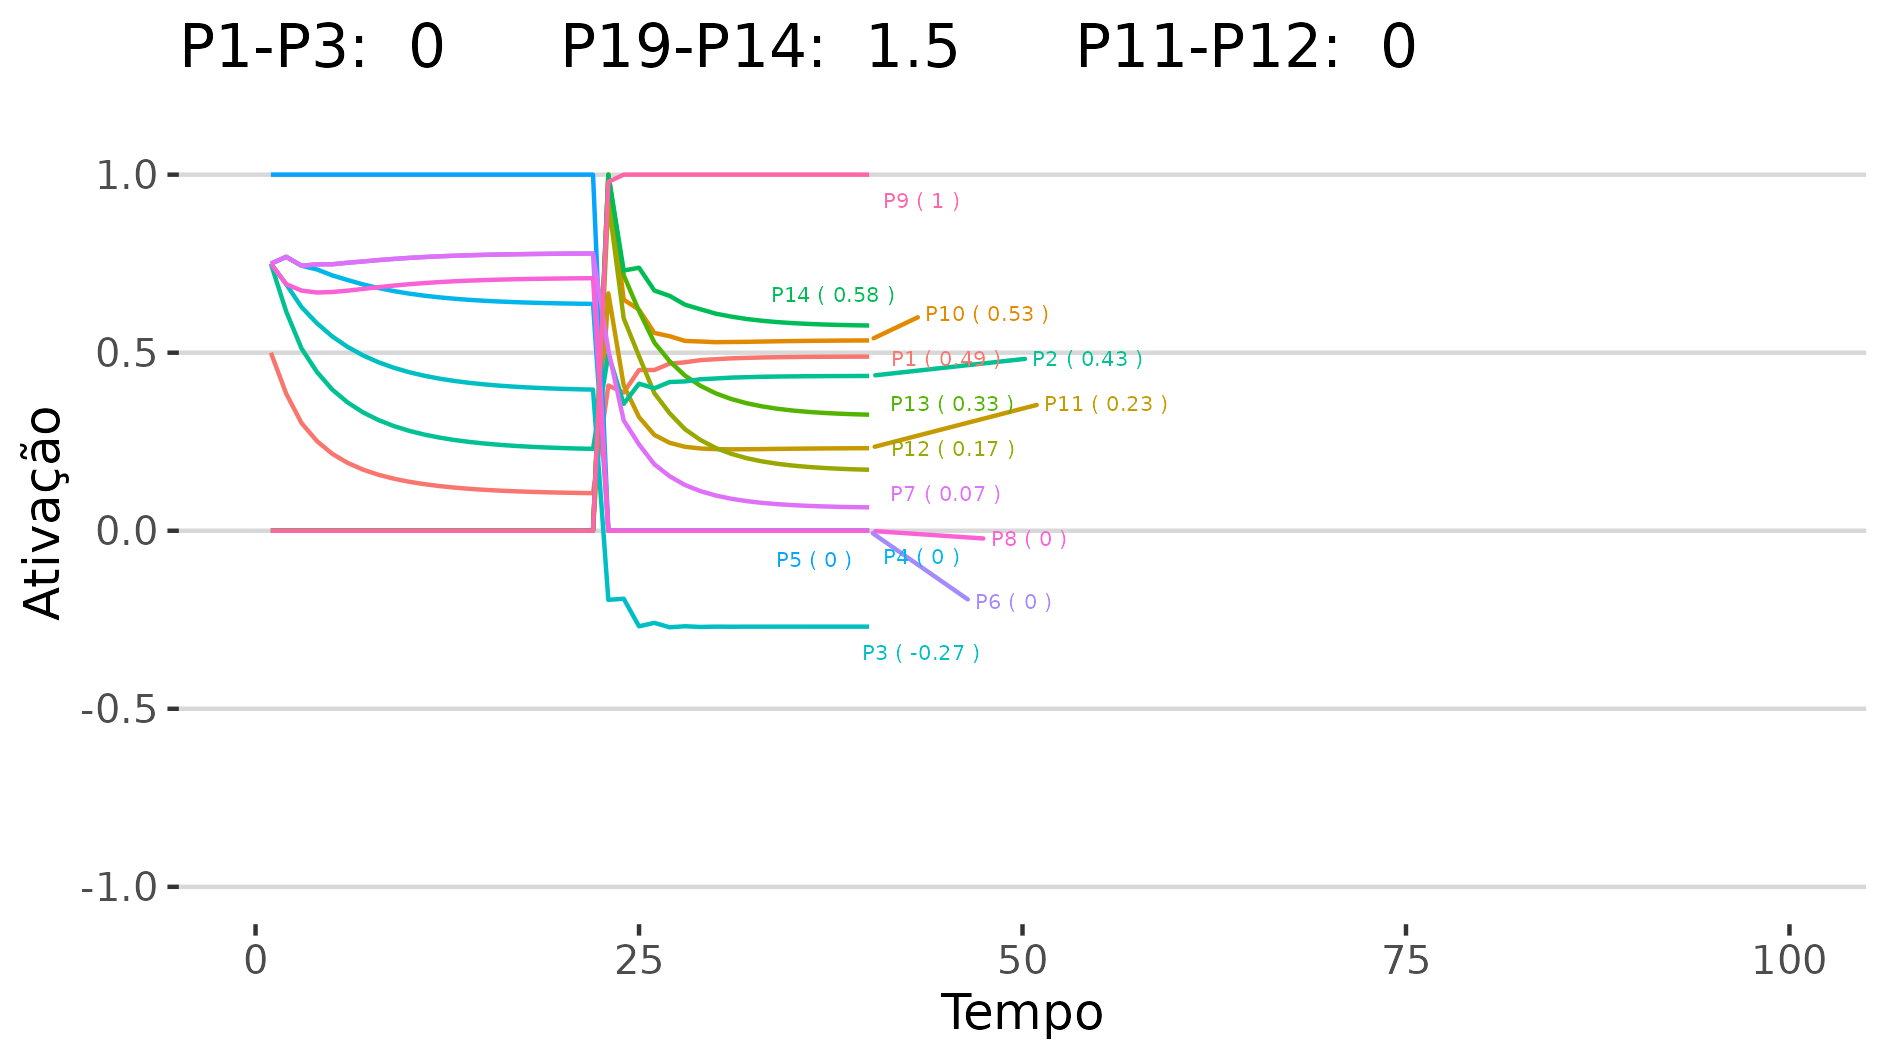 P1-P3: 0 P19-P14: 1.5 P11-P12: 0
1.0
P9 ( 1 )
P14 ( 0.58 )
P10 ( 0.53 )
0.5
P1 ( 0.49 )
P2 ( 0.43 )
P13 ( 0.33 )
P11 ( 0.23 )
P12 ( 0.17 )
P7 ( 0.07 )
0.0
P8 ( 0 )
P5 ( 0 )
P4 ( 0 )
P6 ( 0 )
P3 ( -0.27 )
-0.5
-1.0
Ativação
0 25 50 75 100
Tempo